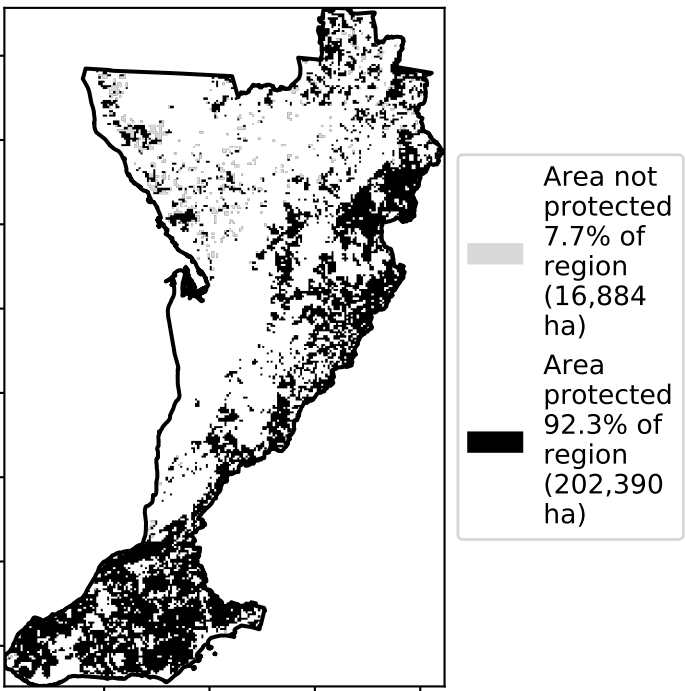 Area not
protected
7.7% of
region
(16,884
ha)
Area
protected
92.3% of
region
(202,390
ha)